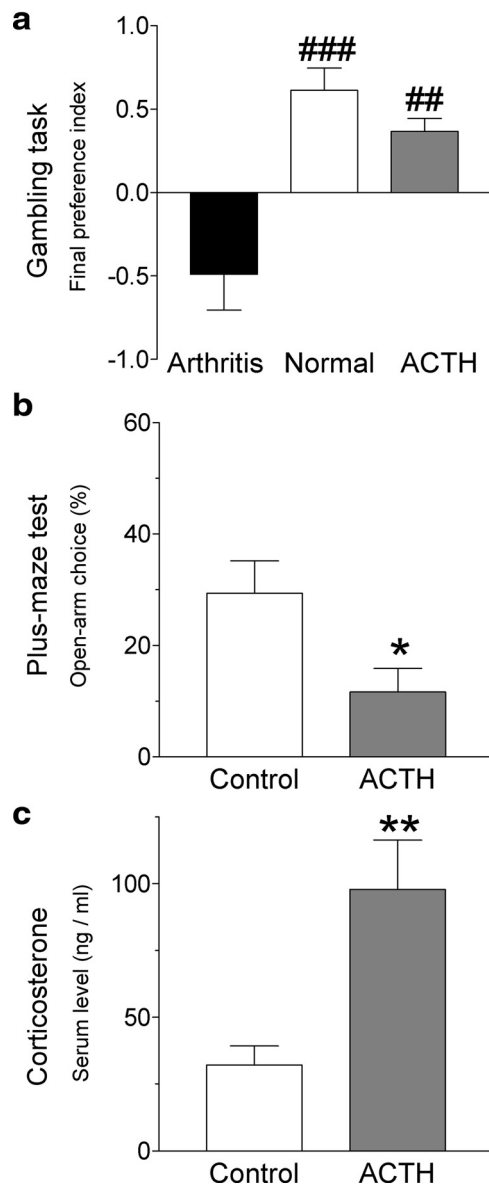 a
Gambling task
Final preference index
1.0
0.5
0.0
-0.5
-1.0
###
##
Arthritis Normal ACTH
b
Plus-maze test
Open-arm choice (%)
60
40
20
0
*
Control ACTH
c
Corticosterone
Serum level (ng / ml)
100
50
0
**
Control ACTH